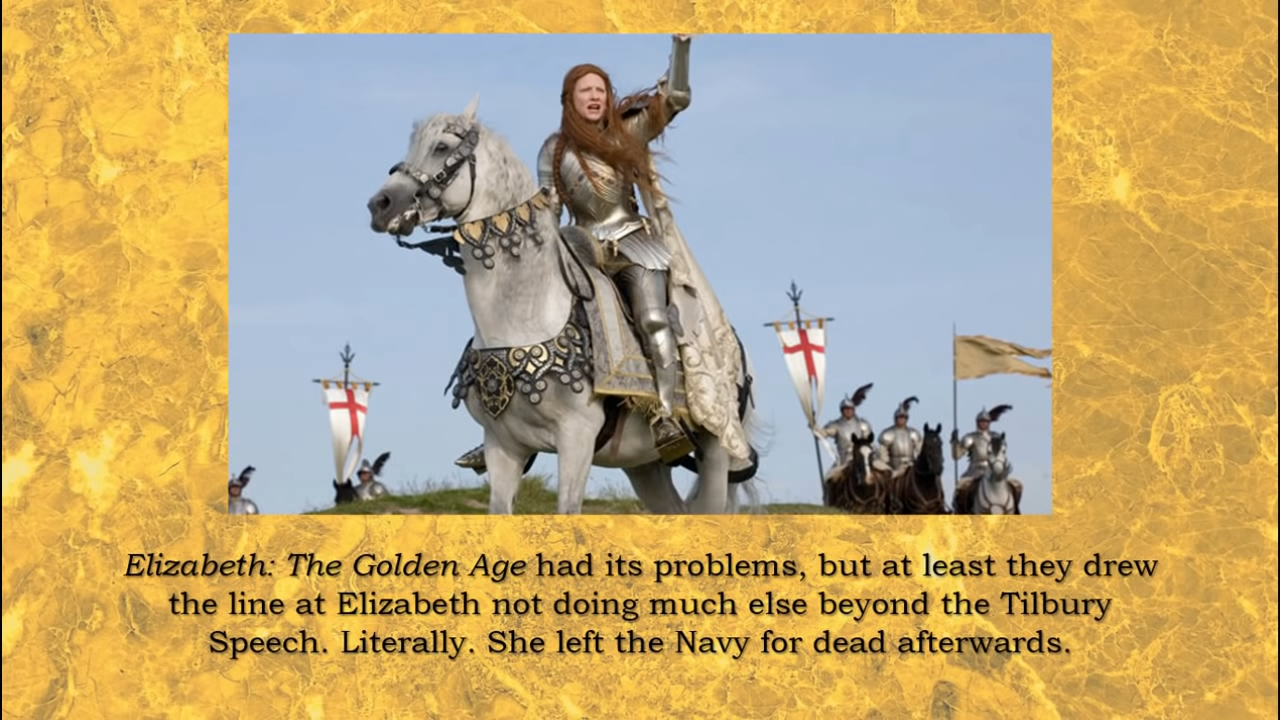 Elizabeth: The Golden Age had its problems, but at least they drew
the line at Elizabeth not doing much else beyond the Tilbury
Speech. Literally. She left the Navy for dead afterwards.